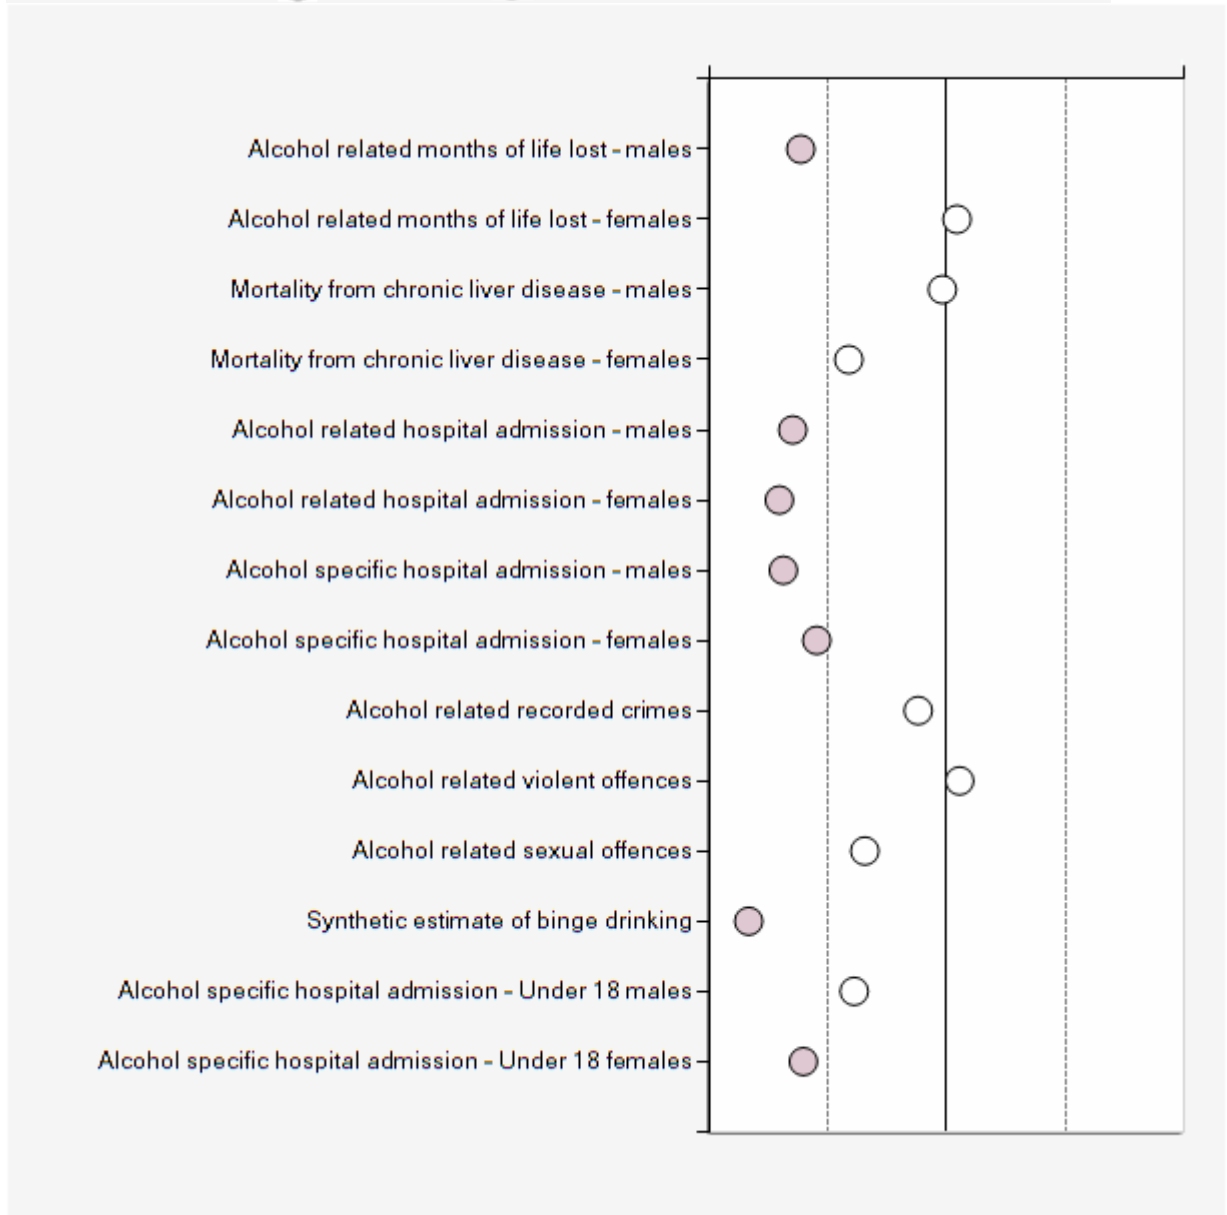 Alcohol related months of life lost - males
Alcohol related months of life lost - females
Mortality from chronic liver disease - males
Mortality from chronic liver disease - females
Alcohol related hospital admission - males
Alcohol related hospital admission - females
Alcohol specific hospital admission - males
Alcohol specific hospital admission - females
Alcohol related recorded crimes
Alcohol related violent offences
Alcohol related sexual offences
Synthetic estimate of binge drinking
Alcohol specific hospital admission - Under 18 males
Alcohol specific hospital admission - Under 18 females